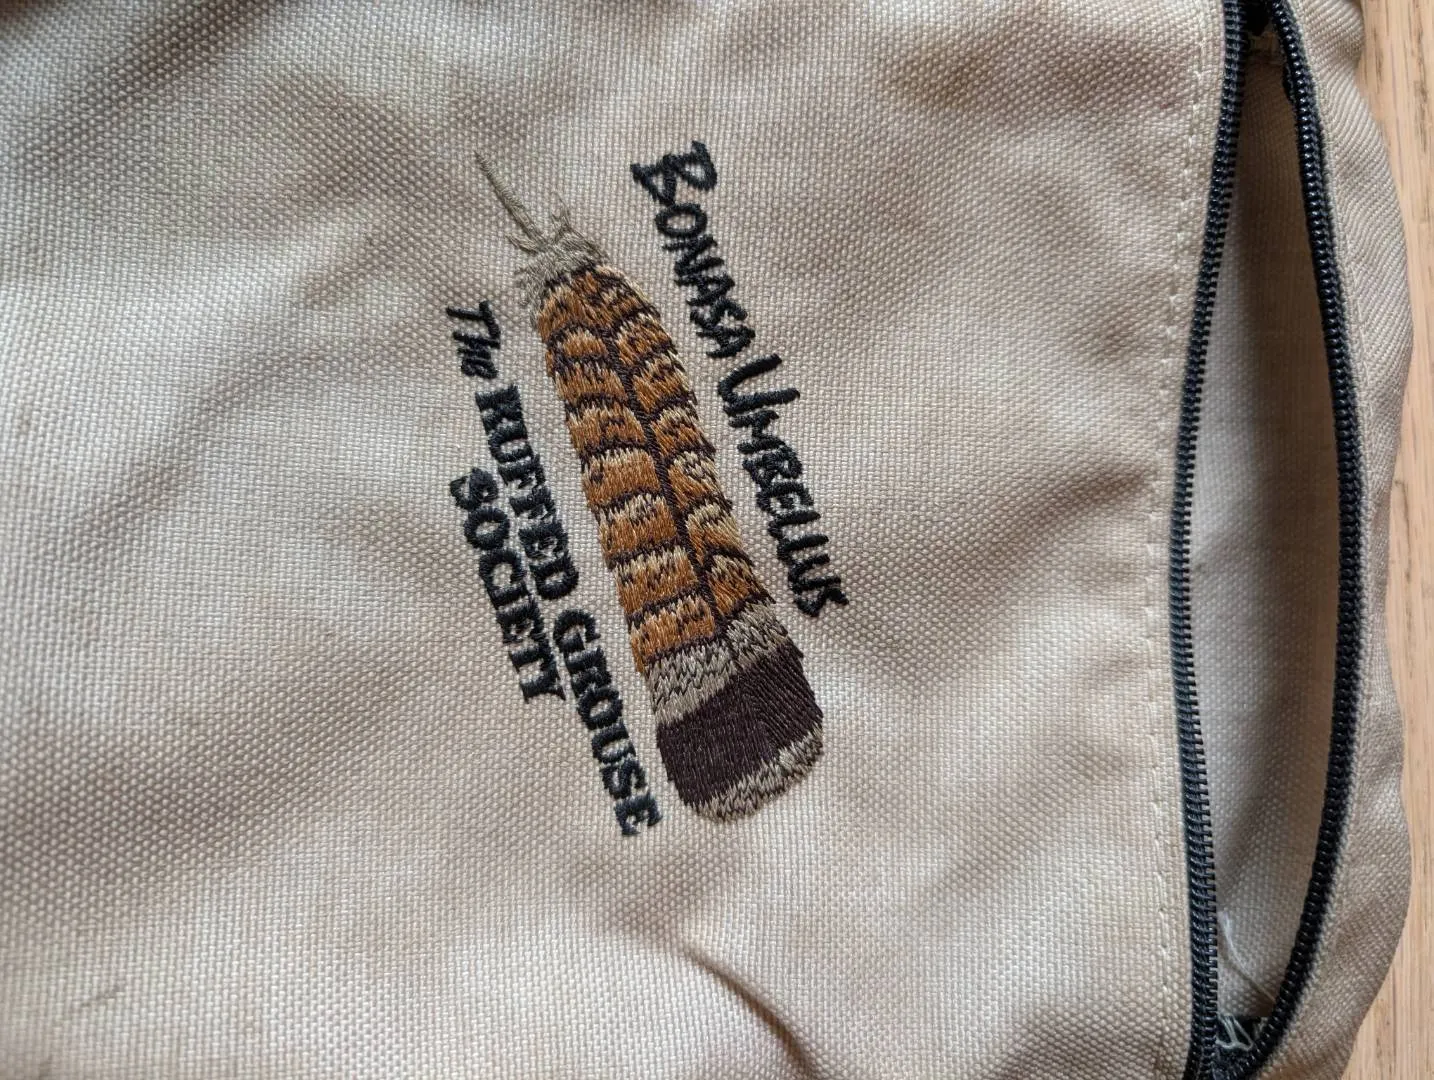 BONASA UMBELLUS
The RUFFED GROUSE
SOCIETY